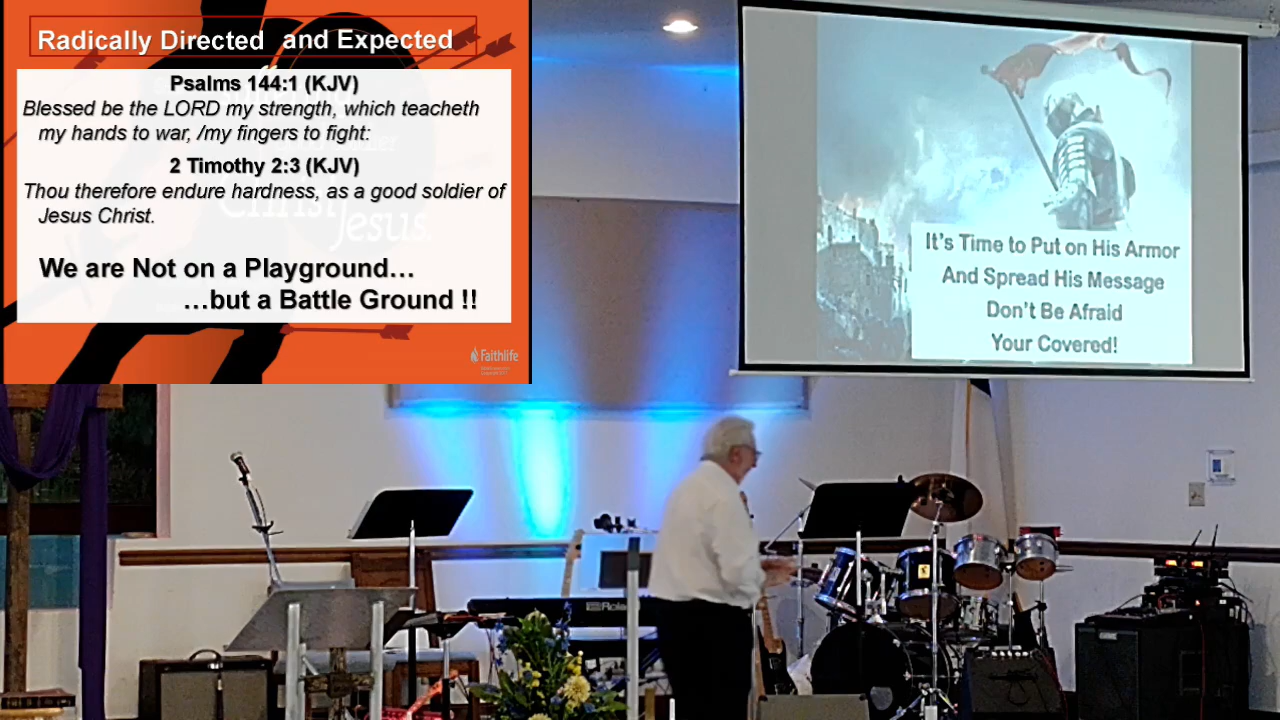 Radically Directed and Expected
Psalms 144:1 (KJV)
Blessed be the LORD my strength, which teacheth
my hands to war, /my fingers to fight:
2 Timothy 2:3 (KJV)
Thou therefore endure hardness, as a good soldier of
Jesus Christ.
We are Not on a Playground…
…but a Battle Ground !!
Christ Jesus.
Faithlife
It's Time to Put on His Armor
And Spread His Message
Don't Be Afraid
Your Covered!
Roland